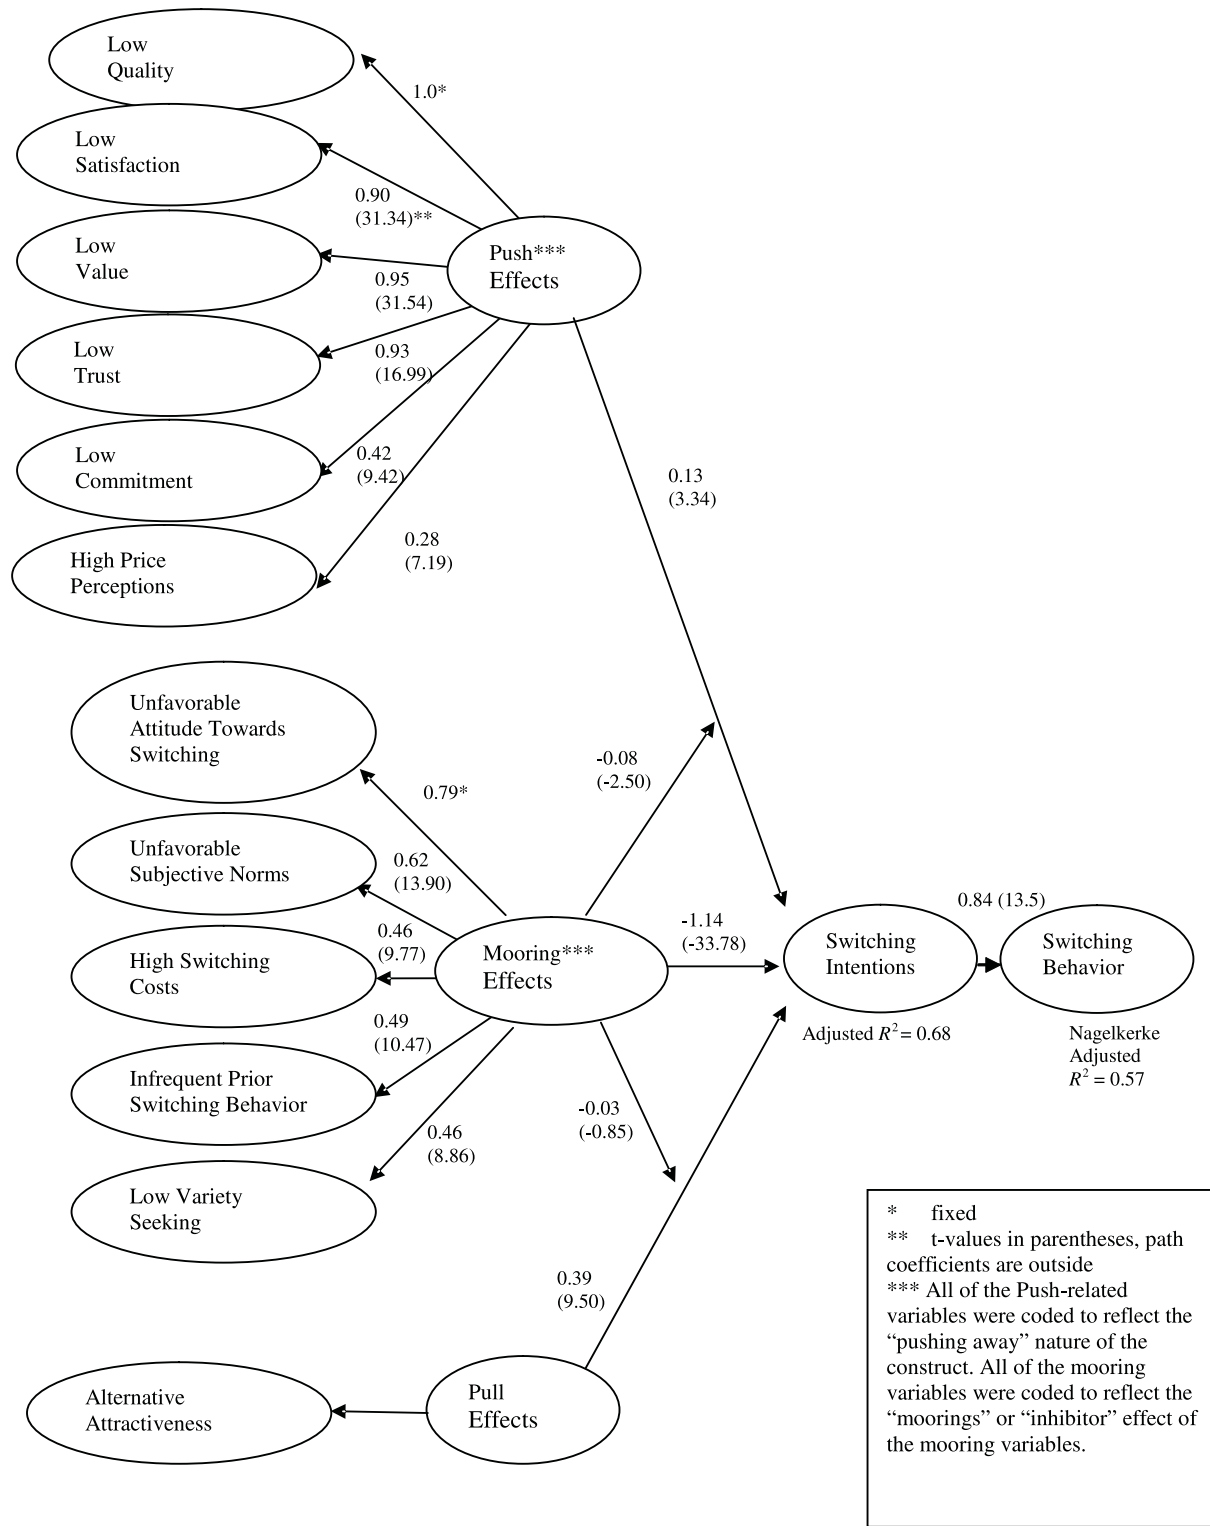 Low
Quality
1.0*
Low
Satisfaction
0.90
(31.34)**
Low
Value
Push***
Effects
0.95
(31.54)
Low
Trust
0.93
(16.99)
Low
Commitment
0.42
(9.42)
0.13
(3.34)
High Price
Perceptions
0.28
(7.19)
Unfavorable
Attitude Towards
Switching
0.79*
-0.08
(-2.50)
Unfavorable
Subjective Norms
0.62
(13.90)
High Switching
Costs
0.46
(9.77)
Mooring***
Effects
-1.14
(-33.78)
Switching
Intentions
0.84 (13.5)
Switching
Behavior
Adjusted R² = 0.68
Nagelkerke
Adjusted
R² = 0.57
0.49
(10.47)
Infrequent Prior
Switching Behavior
-0.03
(-0.85)
0.46
(8.86)
Low Variety
Seeking
0.39
(9.50)
Alternative
Attractiveness
Pull
Effects
* fixed
** t-values in parentheses, path
coefficients are outside
*** All of the Push-related
variables were coded to reflect the
“pushing away” nature of the
construct. All of the mooring
variables were coded to reflect the
“moorings” or “inhibitor” effect of
the mooring variables.